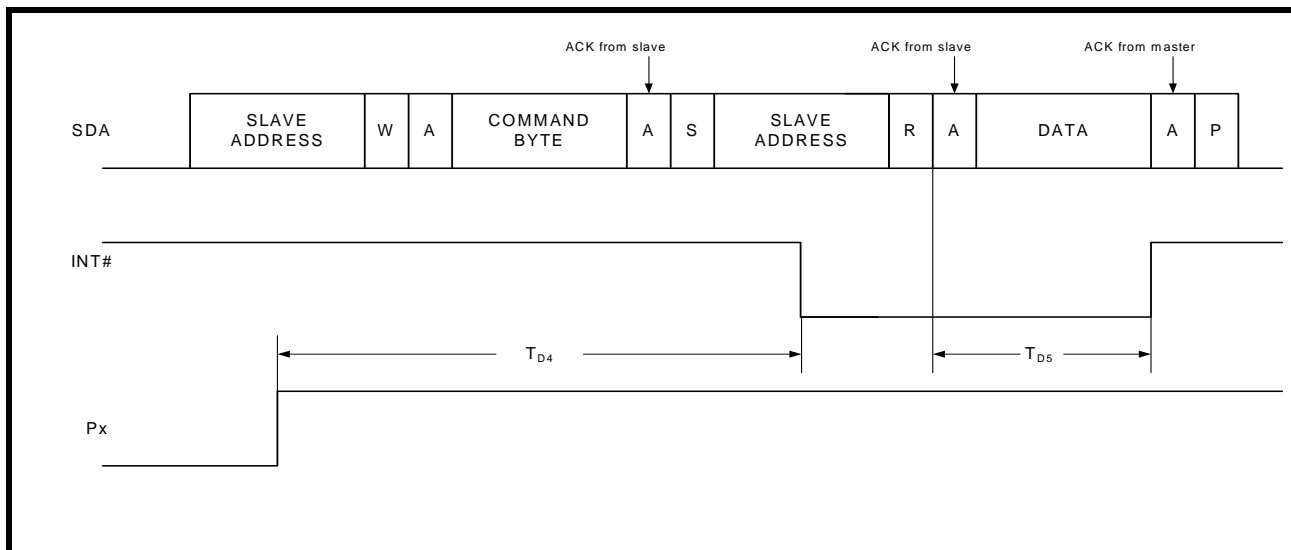 ACK from slave
ACK from slave
ACK from master
SDA
SLAVE
ADDRESS
W
A
COMMAND
BYTE
A
S
SLAVE
ADDRESS
R
A
DATA
A
P
INT#
TD4
TD5
Px